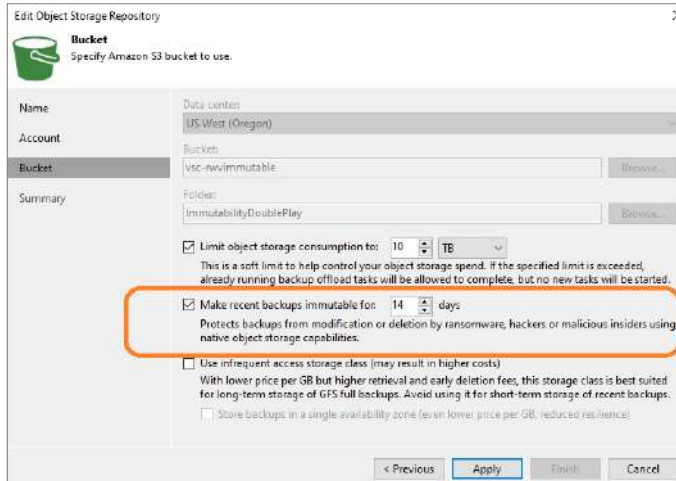 Edit Object Storage Repository
Bucket
Specify Amazon S3 bucket to use.
Name
Account
Bucket
Summary
Data center:
US West (Oregon)
Bucket:
vsc-rwvimmutable
Browse...
Folder:
ImmutabilityDoublePlay
Browse...
Limit object storage consumption to: 10 TB
This is a soft limit to help control your object storage spend. If the specified limit is exceeded,
already running backup offload tasks will be allowed to complete, but no new tasks will be started.
Make recent backups immutable for: 14 days
Protects backups from modification or deletion by ransomware, hackers or malicious insiders using
native object storage capabilities.
Use infrequent access storage class (may result in higher costs)
With lower price per GB but higher retrieval and early deletion fees, this storage class is best suited
for long-term storage of GFS full backups. Avoid using it for short-term storage of recent backups.
Store backups in a single availability zone (even lower price per GB, reduced resilience)
< Previous Apply Finish Cancel